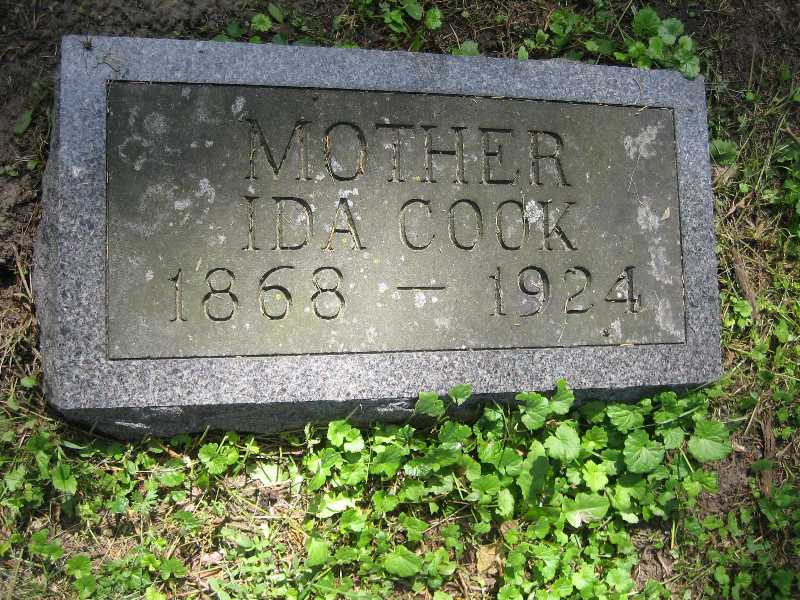 MOTHER
IDA COOK
1868 — 1924